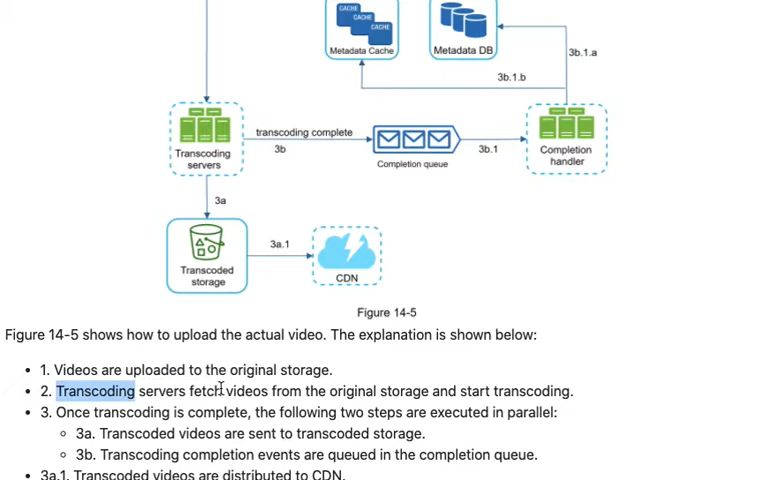 CACHE
CACHE
CACHE
Metadata Cache
Metadata DB
3b.1.a
3b.1.b
transcoding complete
3b
3b.1
Transcoding
servers
Completion queue
Completion
handler
3a
3a.1
Transcoded
storage
CDN
Figure 14-5
Figure 14-5 shows how to upload the actual video. The explanation is shown below:
• 1. Videos are uploaded to the original storage.
• 2. Transcoding servers fetch videos from the original storage and start transcoding.
• 3. Once transcoding is complete, the following two steps are executed in parallel:
◦ 3a. Transcoded videos are sent to transcoded storage.
◦ 3b. Transcoding completion events are queued in the completion queue.
• 3a.1. Transcoded videos are distributed to CDN.